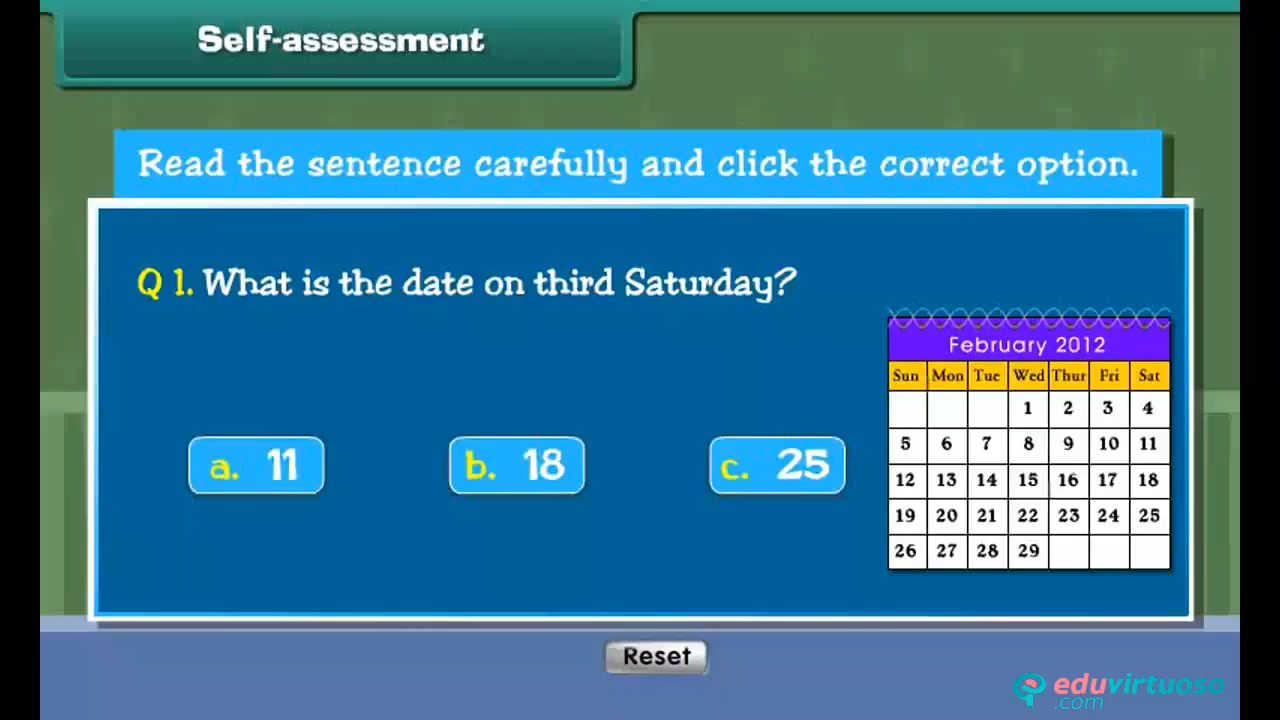 Self-assessment
Read the sentence carefully and click the correct option.
Q 1. What is the date on third Saturday?
February 2012
Sun Mon Tue Wed Thur Fri Sat
1 2 3 4
5 6 7 8 9 10 11
12 13 14 15 16 17 18
19 20 21 22 23 24 25
26 27 28 29
a. 11 b. 18 c. 25
Reset
eduvirtuoso
.com